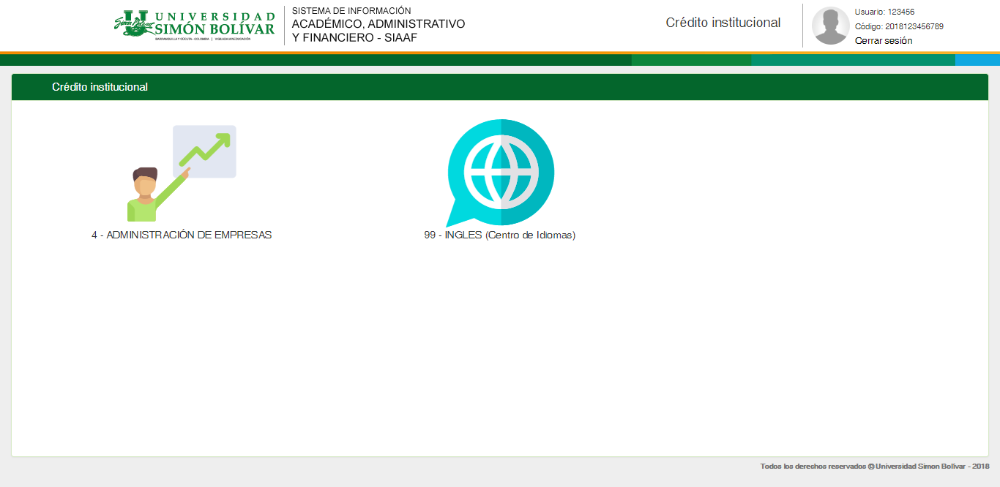 UNIVERSIDAD
SIMÓN BOLÍVAR
BARRANQUILLA Y CÚCUTA - COLOMBIA | VIGILADA MINEDUCACIÓN
SISTEMA DE INFORMACIÓN
ACADÉMICO, ADMINISTRATIVO
Y FINANCIERO - SIAAF
Crédito institucional
Usuario: 123456
Código: 2018123456789
Cerrar sesión
Crédito institucional
4 - ADMINISTRACIÓN DE EMPRESAS
99 - INGLES (Centro de Idiomas)
Todos los derechos reservados © Universidad Simon Bolívar - 2018